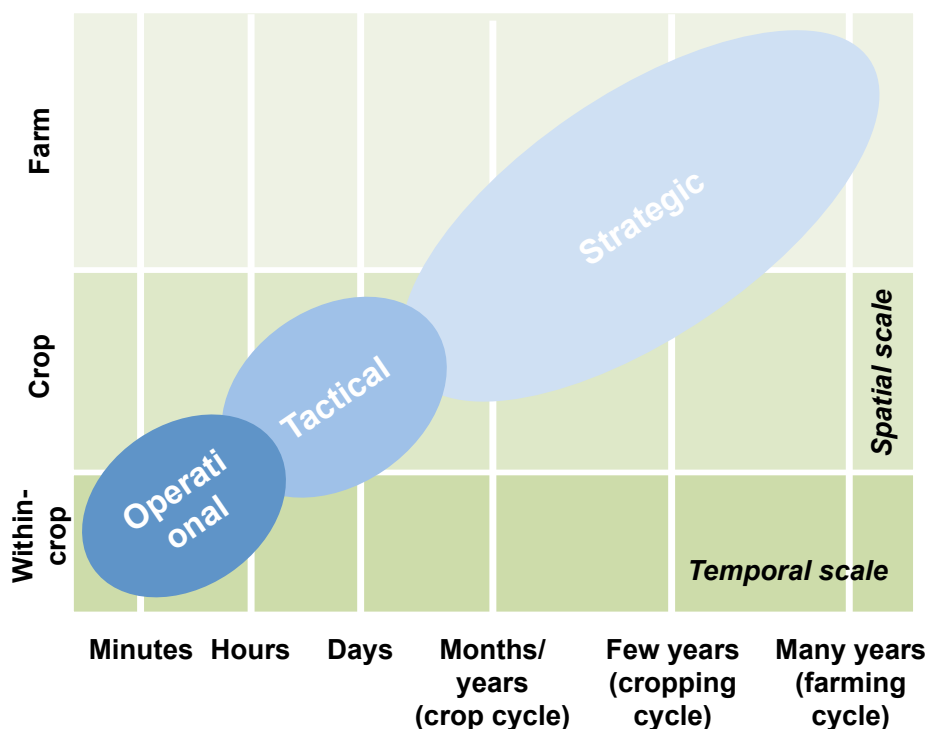 Farm
Crop
Within-
crop
Strategic
Tactical
Operati
onal
Spatial scale
Temporal scale
Minutes
Hours
Days
Months/
years
(crop cycle)
Few years
(cropping
cycle)
Many years
(farming
cycle)